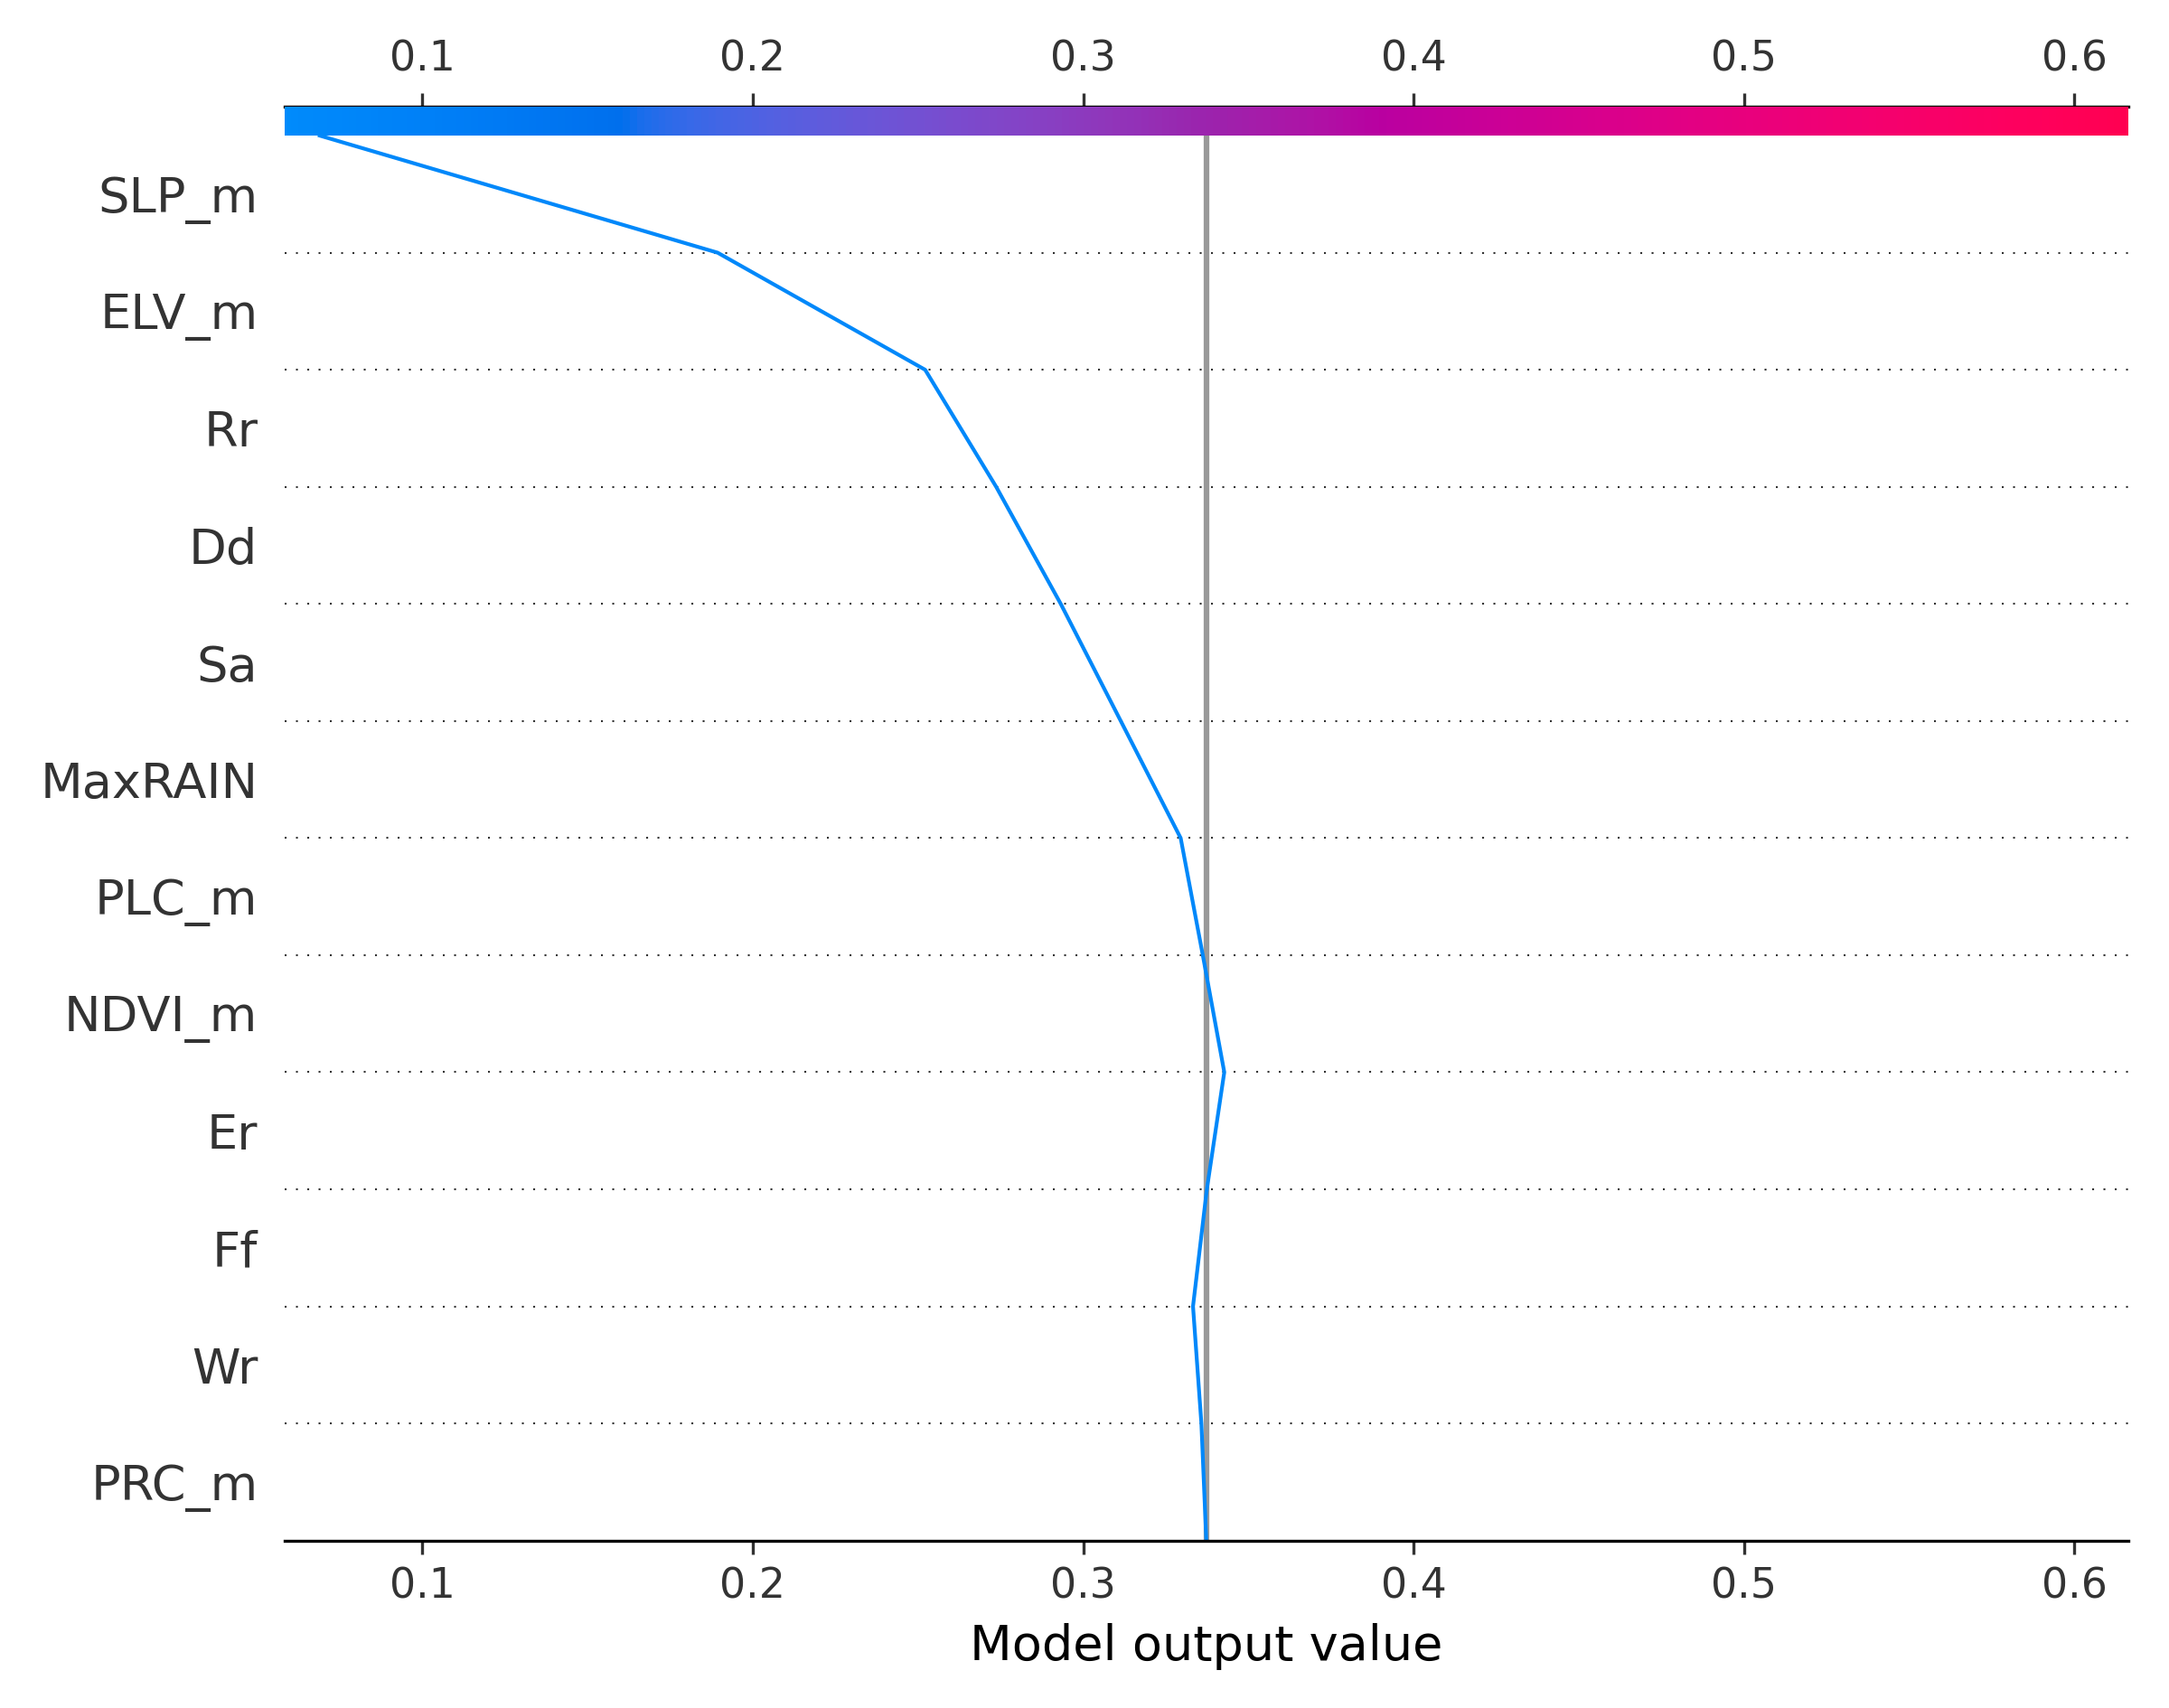 0.1 0.2 0.3 0.4 0.5 0.6
SLP_m
ELV_m
Rr
Dd
Sa
MaxRAIN
PLC_m
NDVI_m
Er
Ff
Wr
PRC_m
0.1 0.2 0.3 0.4 0.5 0.6
Model output value